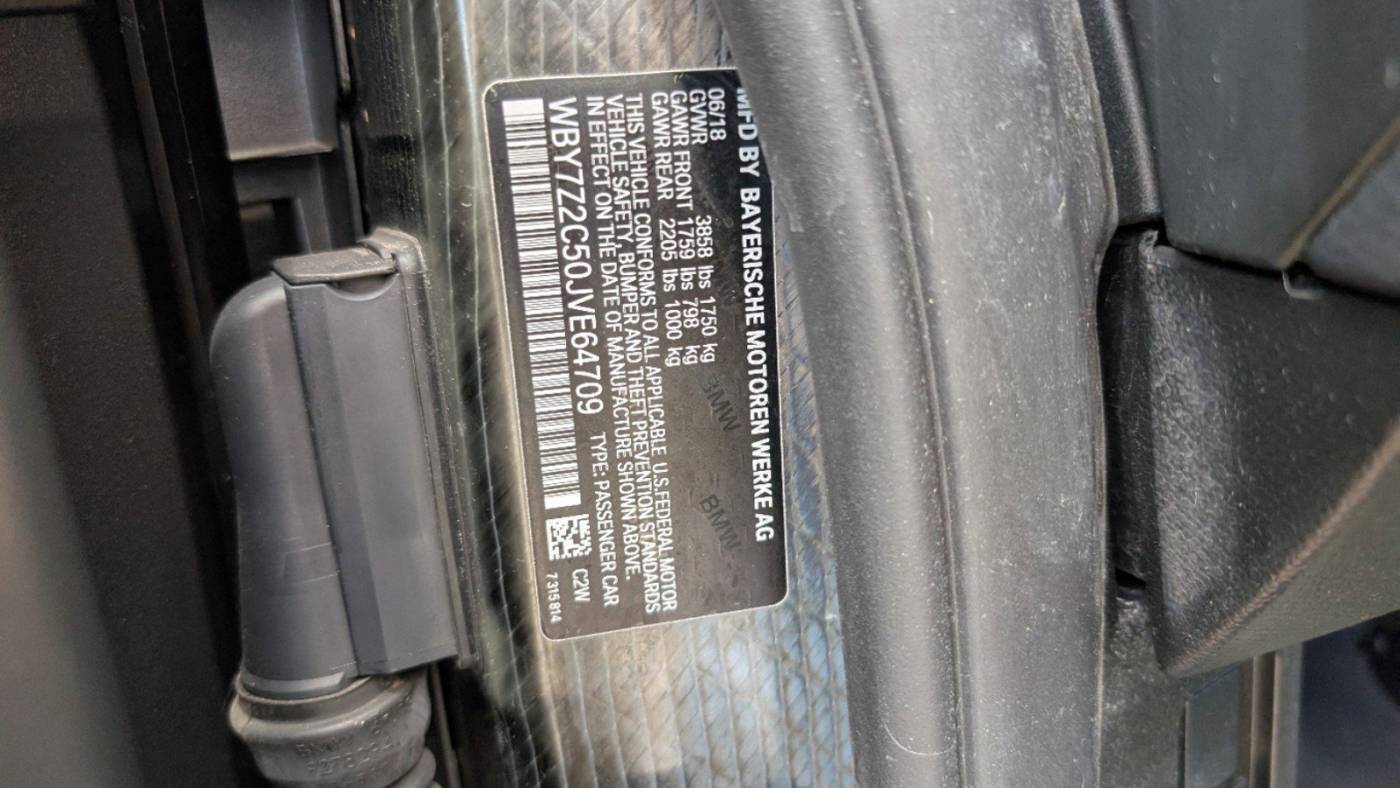 MFD BY BAYERISCHE MOTOREN WERKE AG
06/18
GVWR 3858 lbs 1750 kg
GAWR FRONT 1759 lbs 798 kg
GAWR REAR 2205 lbs 1000 kg
THIS VEHICLE CONFORMS TO ALL APPLICABLE U.S.FEDERAL MOTOR
VEHICLE SAFETY, BUMPER AND THEFT PREVENTION STANDARDS
IN EFFECT ON THE DATE OF MANUFACTURE SHOWN ABOVE.
WBY7Z2C50JVE64709 TYPE: PASSENGER CAR
C2W
7315814
BMW
BMW